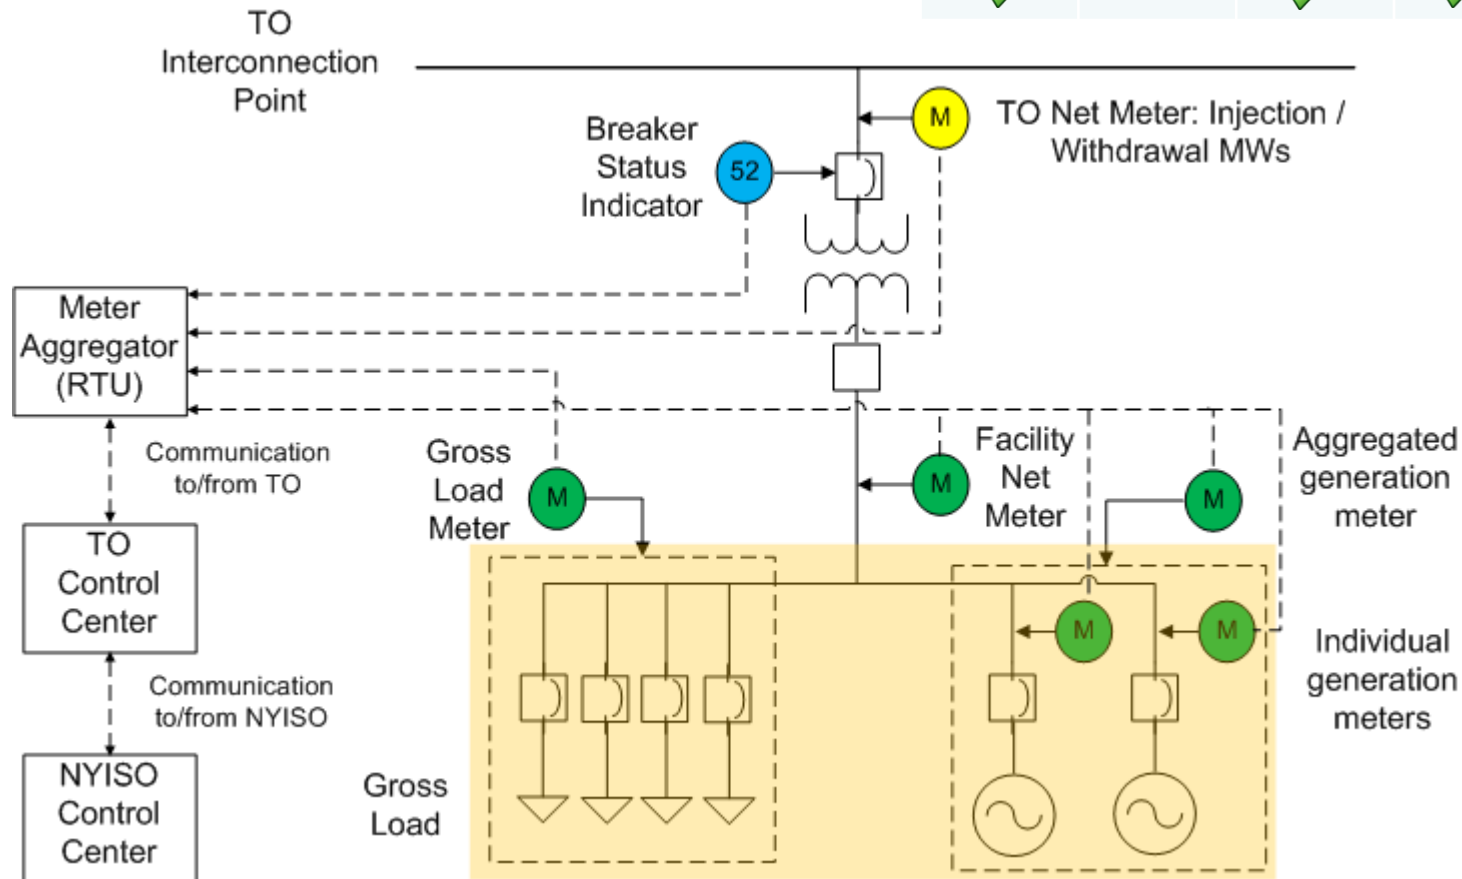 TO
Interconnection
Point
M
TO Net Meter: Injection /
Withdrawal MWs
Breaker
Status
Indicator
52
Meter
Aggregator
(RTU)
Communication
to/from TO
Gross
Load
Meter
M
M
Facility
Net
Meter
M
Aggregated
generation
meter
TO
Control
Center
M
M
Individual
generation
meters
Communication
to/from NYISO
NYISO
Control
Center
Gross
Load